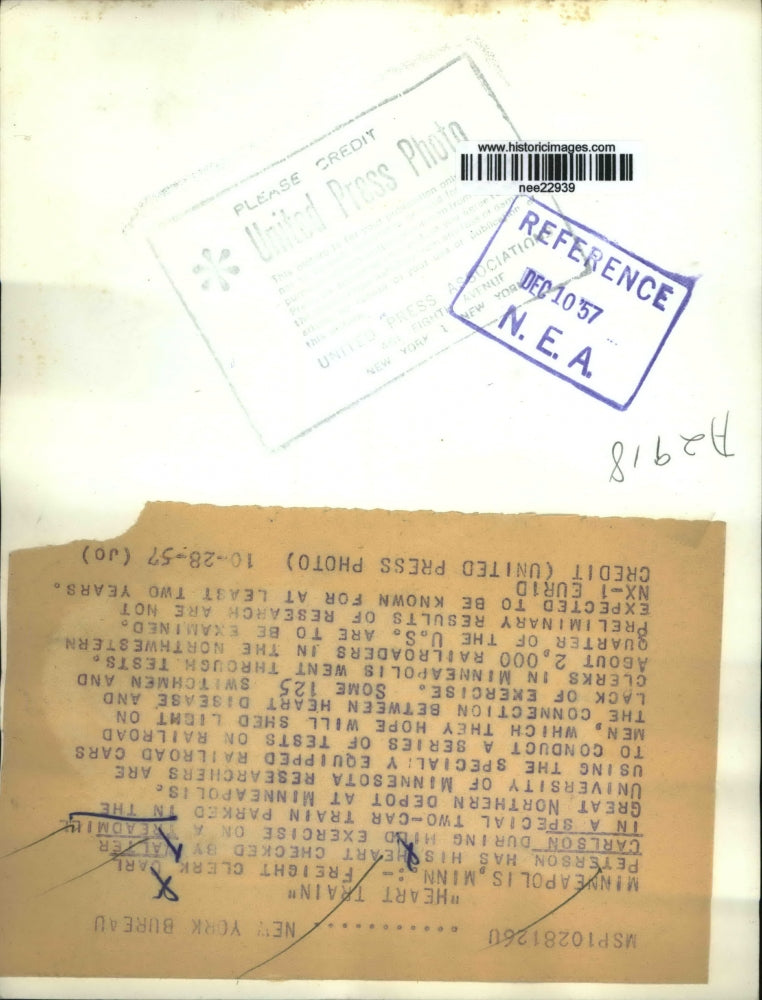 www.historicimages.com
nee22939
PLEASE CREDIT
United Press Photo
UNITED PRESS ASSOCIATION
EIGHTH AVENUE
NEW YORK 1 NEW YORK
REFERENCE
DEC 10 '57
N. E. A.
A2918
MSP1028126U ............ NEW YORK BUREAU
"HEART TRAIN"
MINNEAPOLIS, MINN.:- FREIGHT CLERK CARL
PETERSON HAS HIS HEART CHECKED BY WALTER
CARLSON DURING MILD EXERCISE ON A TREADMILL
IN A SPECIAL TWO-CAR TRAIN PARKED IN THE
GREAT NORTHERN DEPOT AT MINNEAPOLIS.
UNIVERSITY OF MINNESOTA RESEARCHERS ARE
USING THE SPECIALLY EQUIPPED RAILROAD CARS
TO CONDUCT A SERIES OF TESTS ON RAILROAD
MEN, WHICH THEY HOPE WILL SHED LIGHT ON
THE CONNECTION BETWEEN HEART DISEASE AND
LACK OF EXERCISE. SOME 125 SWITCHMEN AND
CLERKS IN MINNEAPOLIS WENT THROUGH TESTS.
ABOUT 2,000 RAILROADERS IN THE NORTHWESTERN
QUARTER OF THE U.S. ARE TO BE EXAMINED.
PRELIMINARY RESULTS OF RESEARCH ARE NOT
EXPECTED TO BE KNOWN FOR AT LEAST TWO YEARS.
NX-1 EURID
CREDIT (UNITED PRESS PHOTO) 10-28-57 (JO)